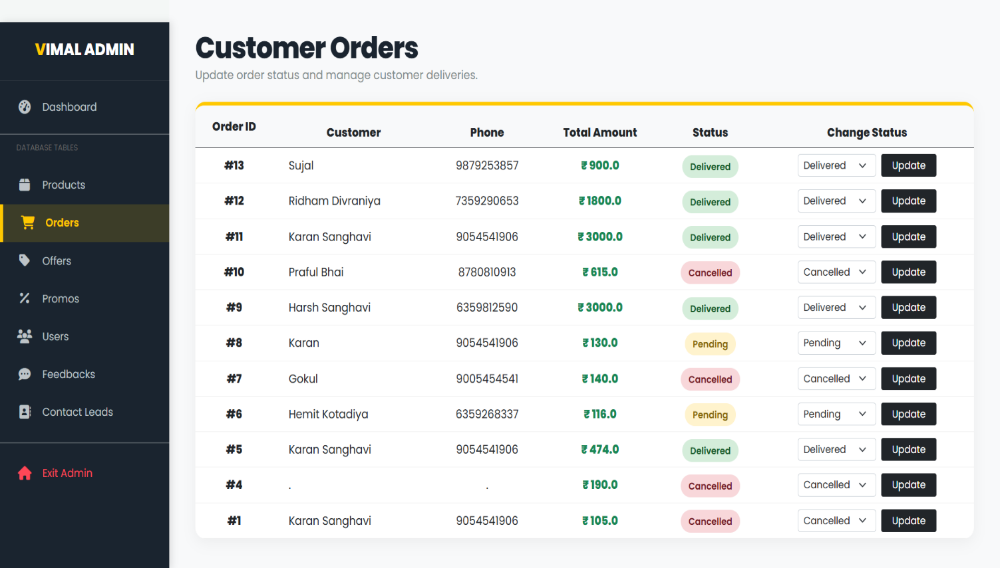 VIMAL ADMIN
Dashboard
DATABASE TABLES
Products
Orders
Offers
Promos
Users
Feedbacks
Contact Leads
Exit Admin
Customer Orders
Update order status and manage customer deliveries.
Order ID Customer Phone Total Amount Status Change Status
#13 Sujal 9879253857 ₹ 900.0 Delivered Delivered Update
#12 Ridham Divraniya 7359290653 ₹ 1800.0 Delivered Delivered Update
#11 Karan Sanghavi 9054541906 ₹ 3000.0 Delivered Delivered Update
#10 Praful Bhai 8780810913 ₹ 615.0 Cancelled Cancelled Update
#9 Harsh Sanghavi 6359812590 ₹ 3000.0 Delivered Delivered Update
#8 Karan 9054541906 ₹ 130.0 Pending Pending Update
#7 Gokul 9005454541 ₹ 140.0 Cancelled Cancelled Update
#6 Hemit Kotadiya 6359268337 ₹ 116.0 Pending Pending Update
#5 Karan Sanghavi 9054541906 ₹ 474.0 Delivered Delivered Update
#4 . . ₹ 190.0 Cancelled Cancelled Update
#1 Karan Sanghavi 9054541906 ₹ 105.0 Cancelled Cancelled Update